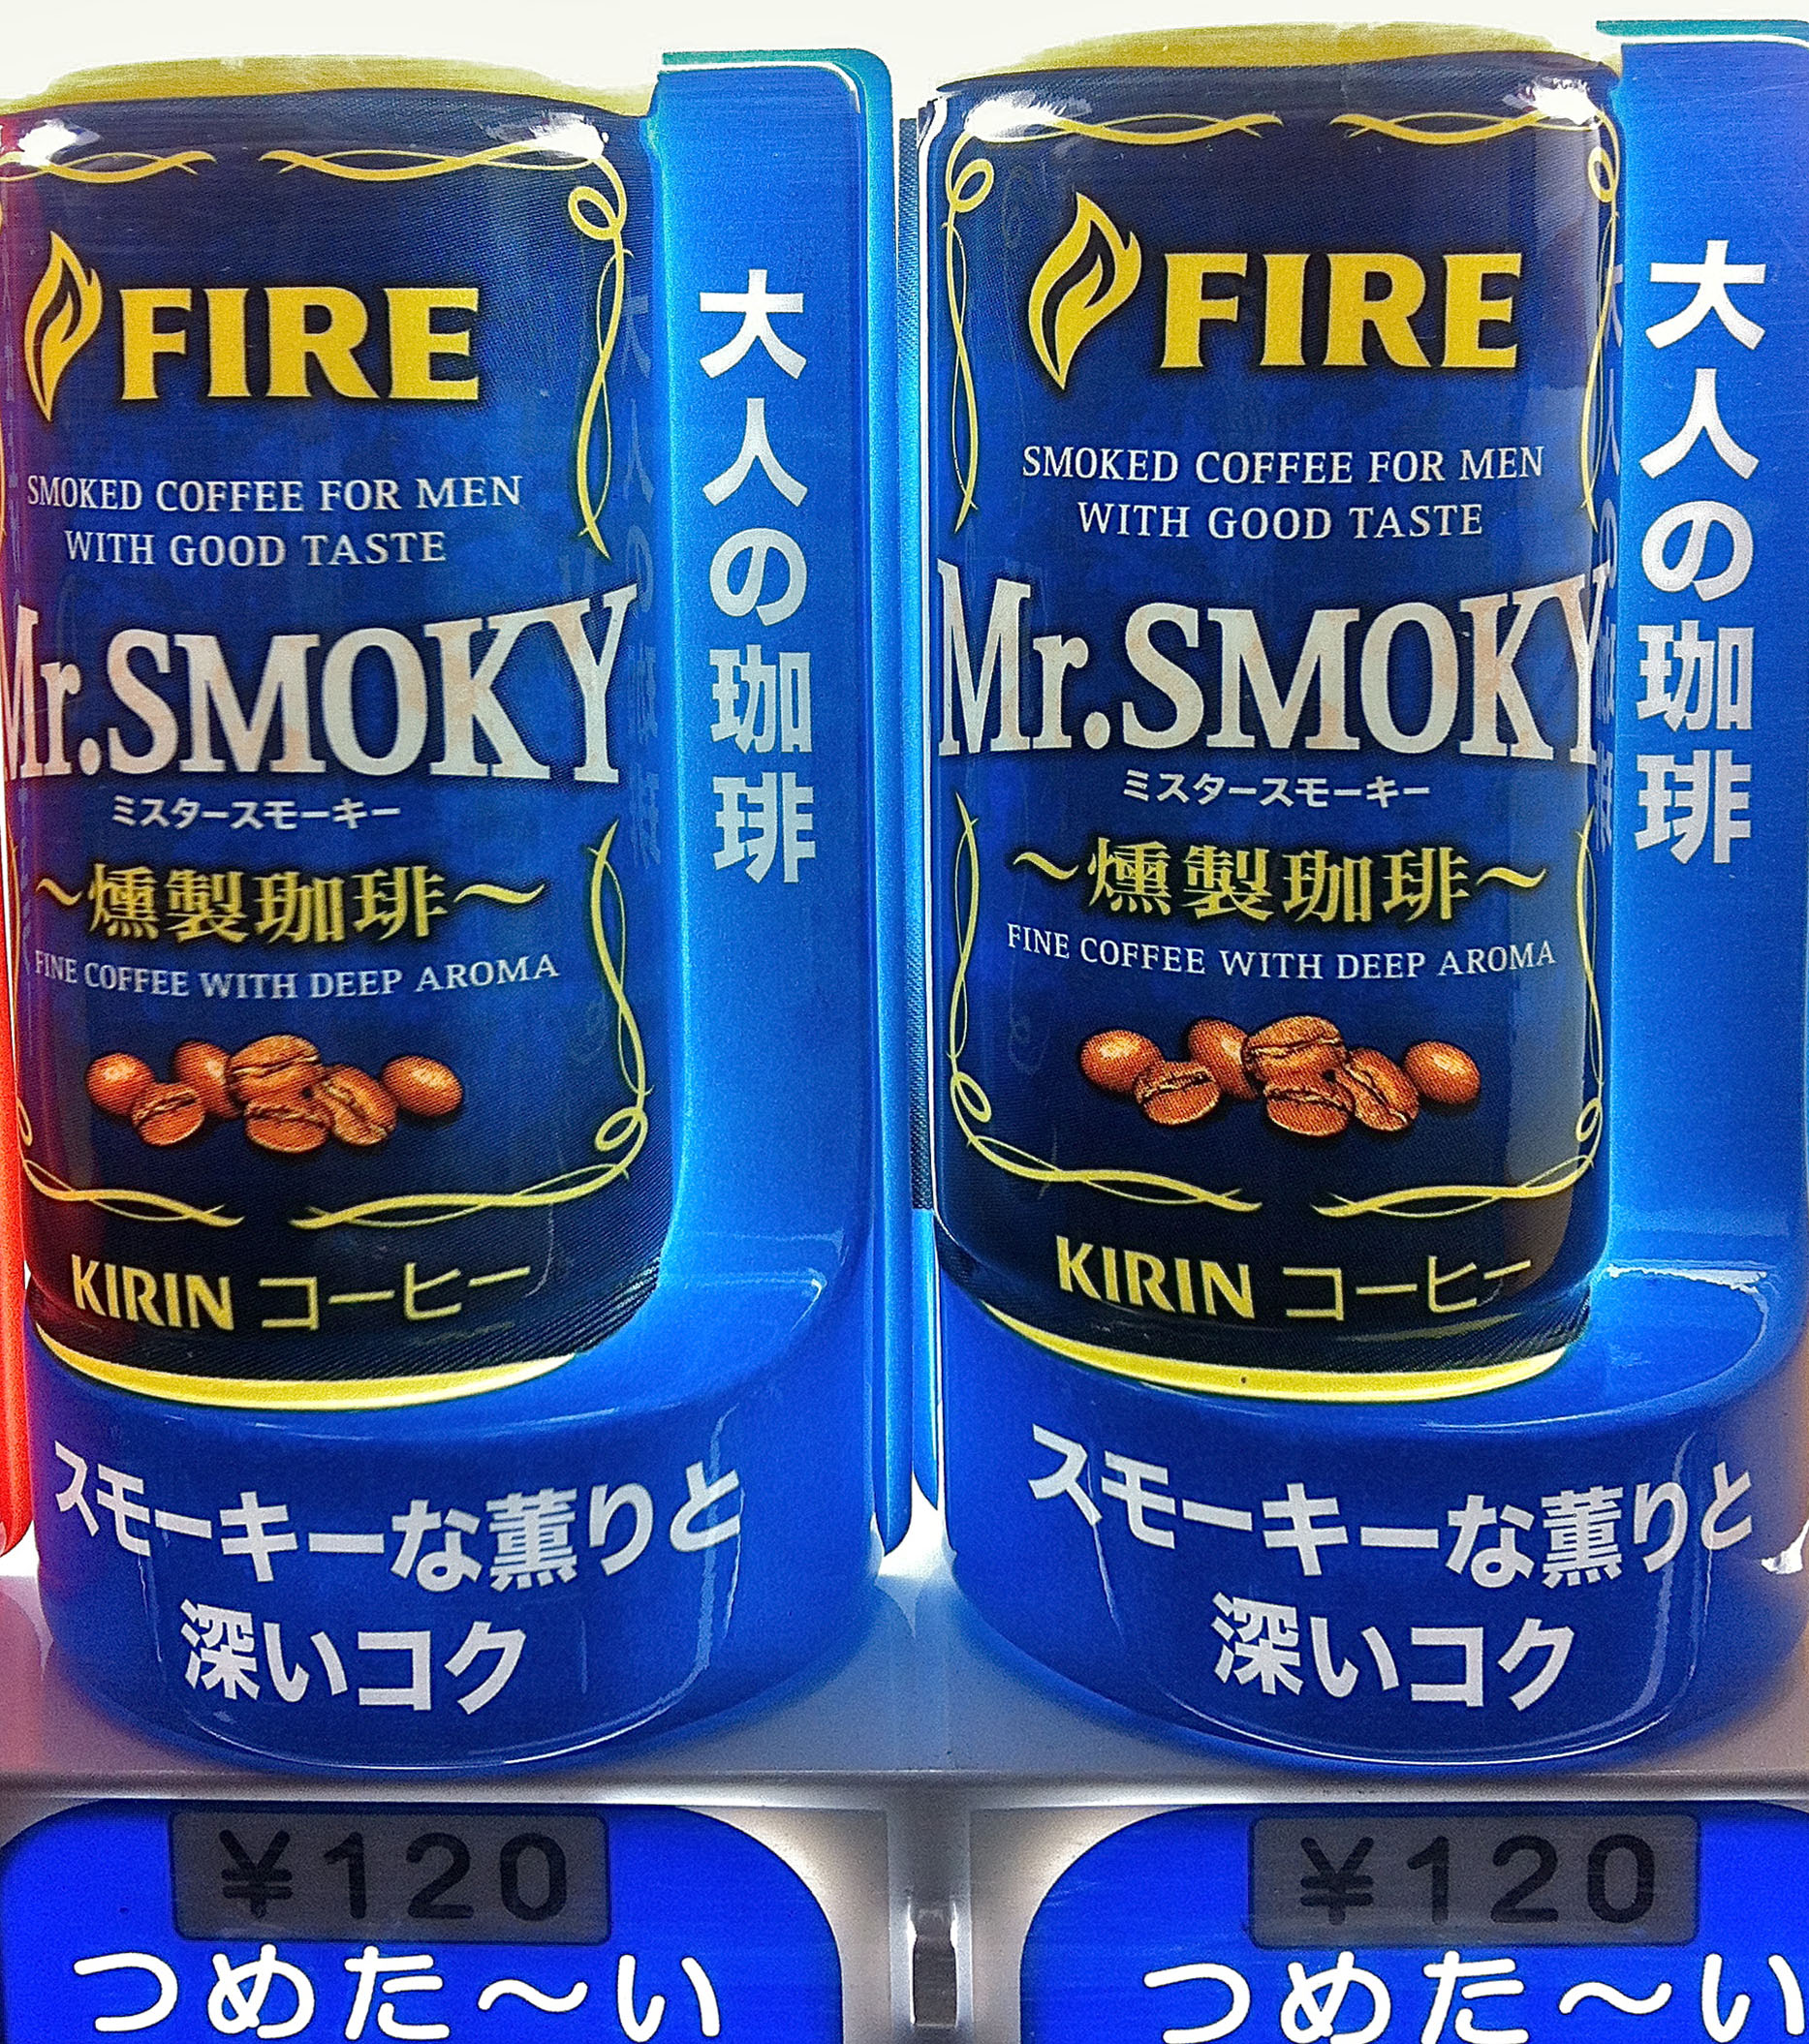 FIRE
SMOKED COFFEE FOR MEN
WITH GOOD TASTE
Mr.SMOKY
ミスタースモーキー
～燻製珈琲～
FINE COFFEE WITH DEEP AROMA
KIRIN コーヒー
大人の珈琲
スモーキーな薫りと
深いコク
¥120
つめた～い
FIRE
SMOKED COFFEE FOR MEN
WITH GOOD TASTE
Mr.SMOKY
ミスタースモーキー
～燻製珈琲～
FINE COFFEE WITH DEEP AROMA
KIRIN コーヒー
大人の珈琲
スモーキーな薫りと
深いコク
¥120
つめた～い